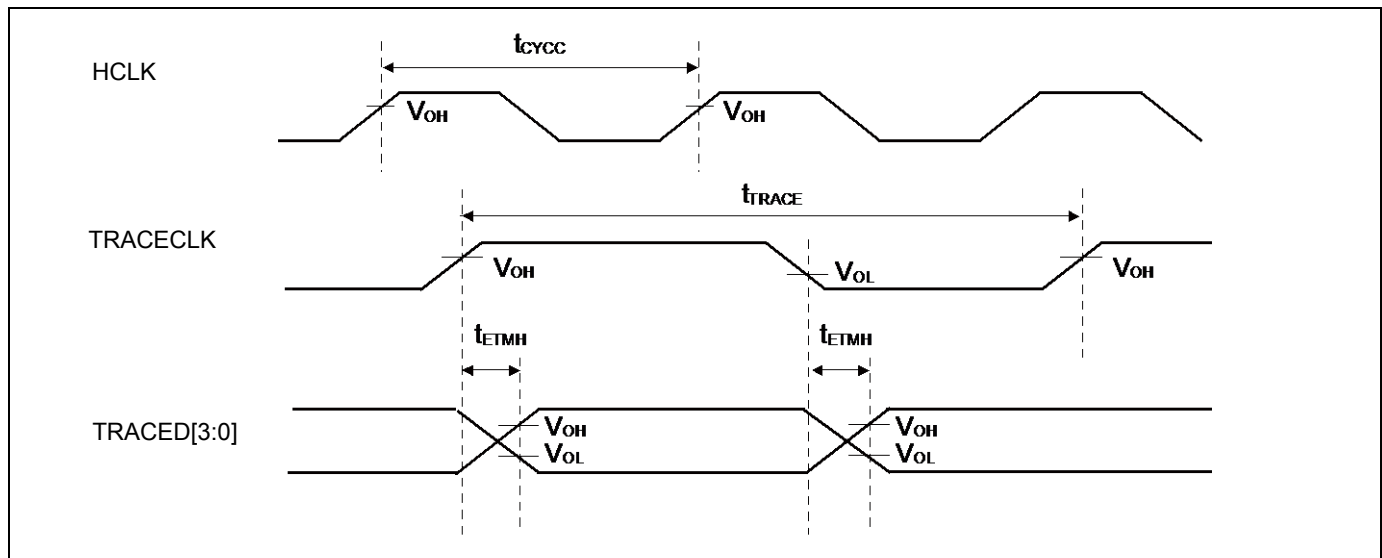 tCYCC
HCLK
VOH
VOH
tTRACE
TRACECLK
VOH
VOL
VOH
tETMH
tETMH
TRACED[3:0]
VOH
VOH
VOL
VOL